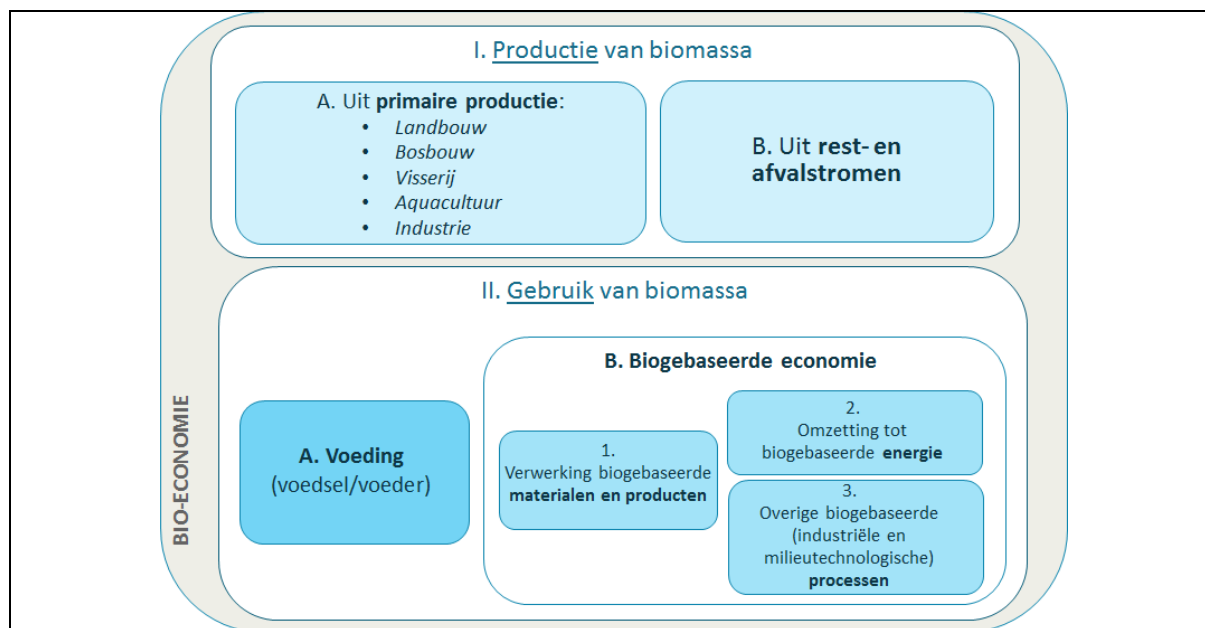 I. Productie van biomassa
A. Uit primaire productie:
• Landbouw
• Bosbouw
• Visserij
• Aquacultuur
• Industrie
B. Uit rest- en
afvalstromen
II. Gebruik van biomassa
B. Biogebaseerde economie
A. Voeding
(voedsel/voeder)
1.
Verwerking biogebaseerde
materialen en producten
2.
Omzetting tot
biogebaseerde energie
3.
Overige biogebaseerde
(industriële en
milieutechnologische)
processen
BIO-ECONOMIE